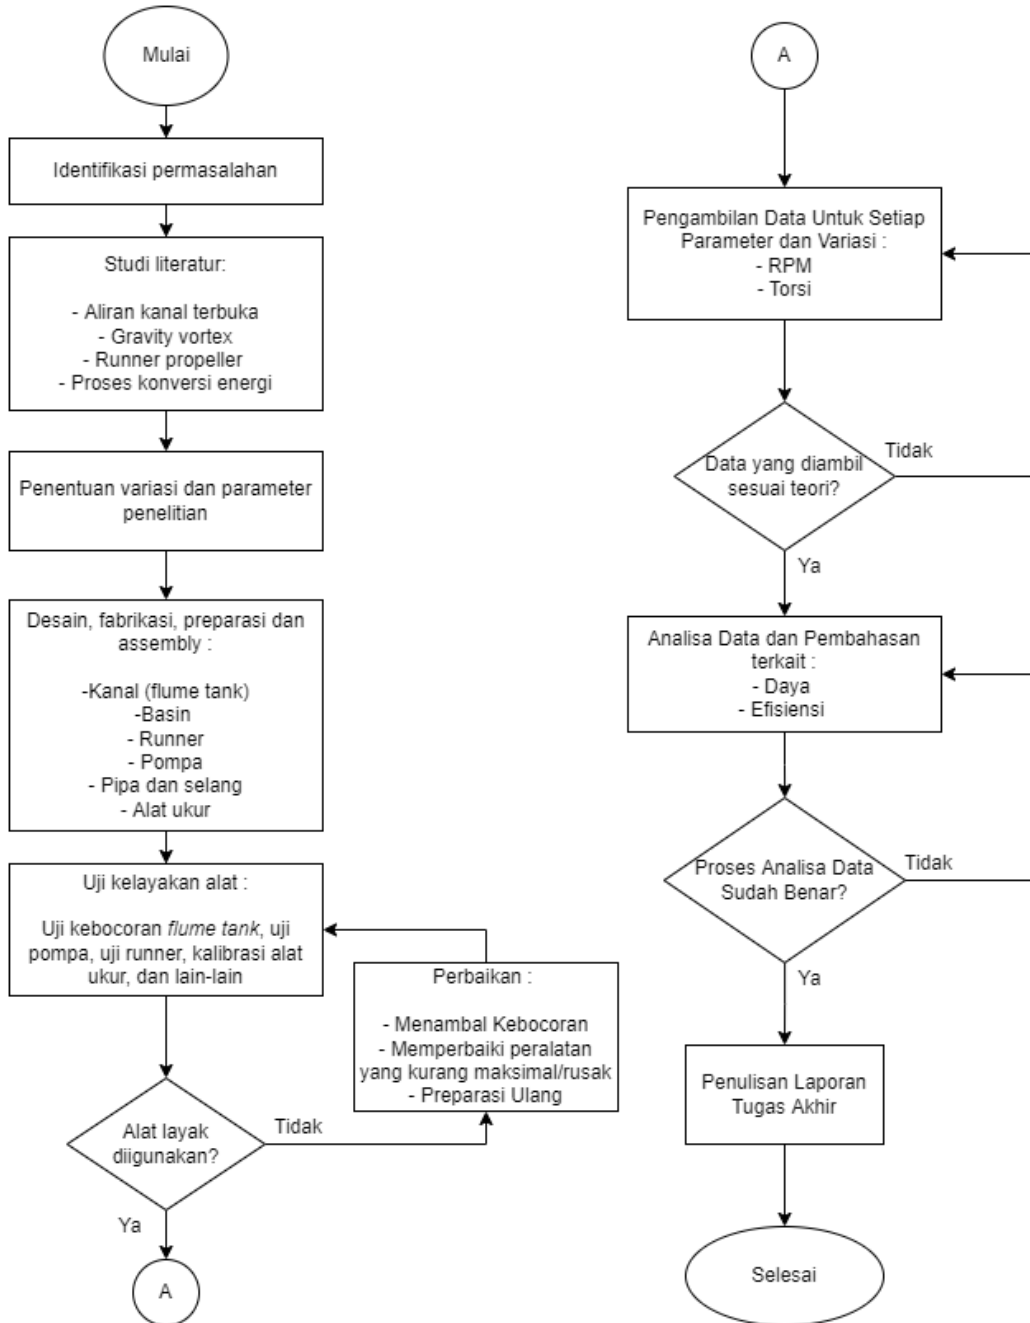 Mulai
Identifikasi permasalahan
Studi literatur:
- Aliran kanal terbuka
- Gravity vortex
- Runner propeller
- Proses konversi energi
Penentuan variasi dan parameter
penelitian
Desain, fabrikasi, preparasi dan
assembly :
-Kanal (flume tank)
-Basin
- Runner
- Pompa
- Pipa dan selang
- Alat ukur
Uji kelayakan alat :
Uji kebocoran flume tank, uji
pompa, uji runner, kalibrasi alat
ukur, dan lain-lain
Perbaikan :
- Menambal Kebocoran
- Memperbaiki peralatan
yang kurang maksimal/rusak
- Preparasi Ulang
Alat layak
diigunakan?
Tidak
Ya
A
A
Pengambilan Data Untuk Setiap
Parameter dan Variasi :
- RPM
- Torsi
Data yang diambil
sesuai teori?
Tidak
Ya
Analisa Data dan Pembahasan
terkait :
- Daya
- Efisiensi
Proses Analisa Data
Sudah Benar?
Tidak
Ya
Penulisan Laporan
Tugas Akhir
Selesai